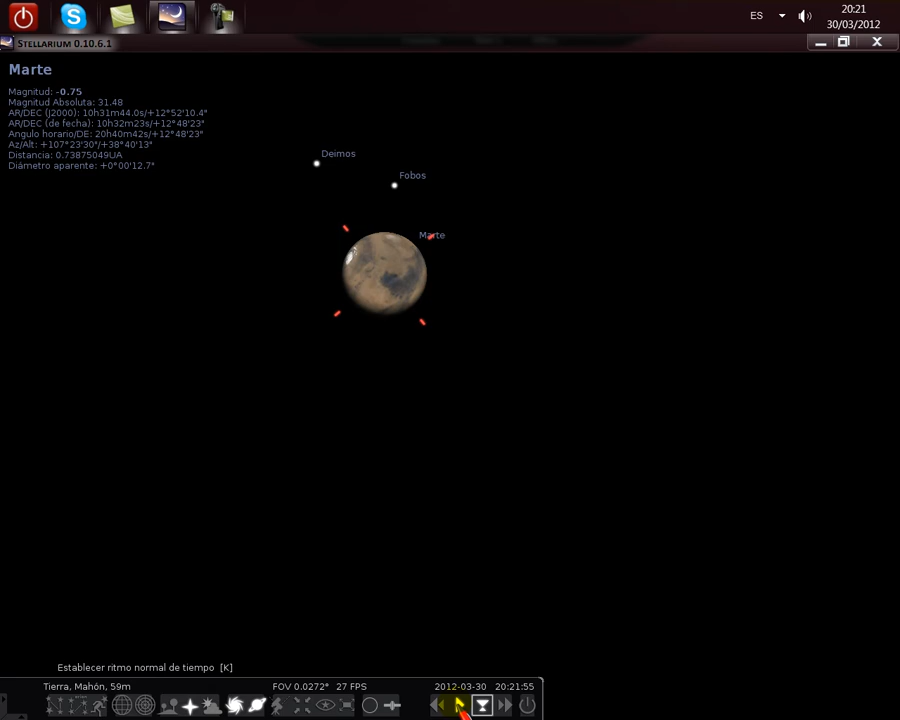 20:21
ES
30/03/2012
STELLARIUM 0.10.6.1
Marte
Magnitud: -0.75
Magnitud Absoluta: 31.48
AR/DEC (J2000): 10h31m44.0s/+12°52'10.4"
AR/DEC (de fecha): 10h32m23s/+12°48'23"
Angulo horario/DE: 20h40m42s/+12°48'23"
Az/Alt: +107°23'30"/+38°40'13"
Distancia: 0.73875049UA
Diámetro aparente: +0°00'12.7"
Deimos
Fobos
Marte
Establecer ritmo normal de tiempo [K]
Tierra, Mahón, 59m FOV 0.0272° 27 FPS 2012-03-30 20:21:55